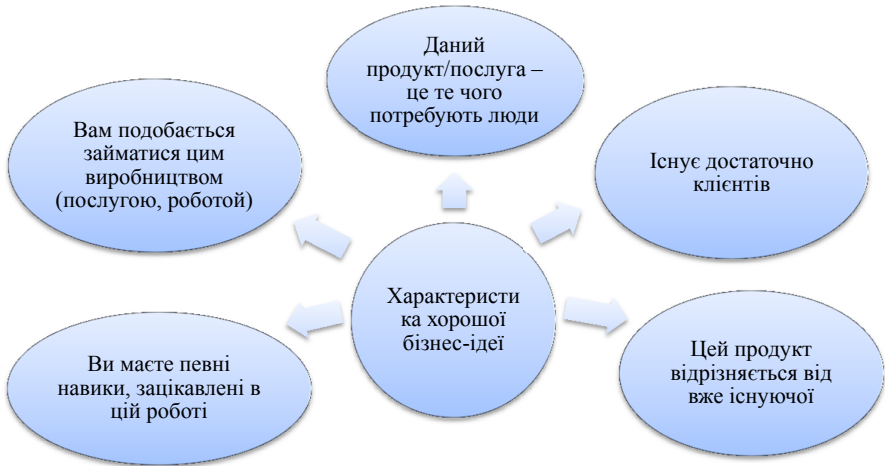 Даний
продукт/послуга –
це те чого
потребують люди
Вам подобається
займатися цим
виробництвом
(послугою, роботой)
Існує достаточно
клієнтів
Характеристи
ка хорошої
бізнес-ідеї
Ви маєте певні
навики, зацікавлені в
цій роботі
Цей продукт
відрізняється від
вже існуючої